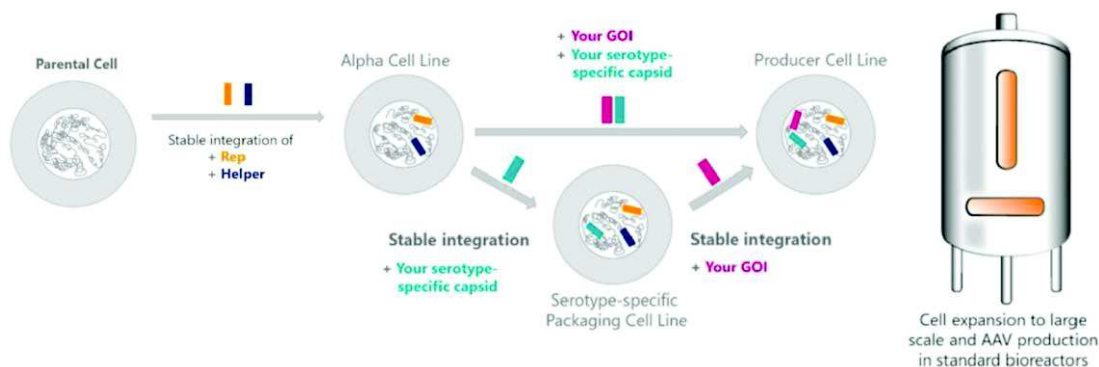 Parental Cell
Stable integration of
+ Rep
+ Helper
Alpha Cell Line
+ Your GOI
+ Your serotype-
specific capsid
Producer Cell Line
Stable integration
+ Your serotype-
specific capsid
Serotype-specific
Packaging Cell Line
Stable integration
+ Your GOI
Cell expansion to large
scale and AAV production
in standard bioreactors